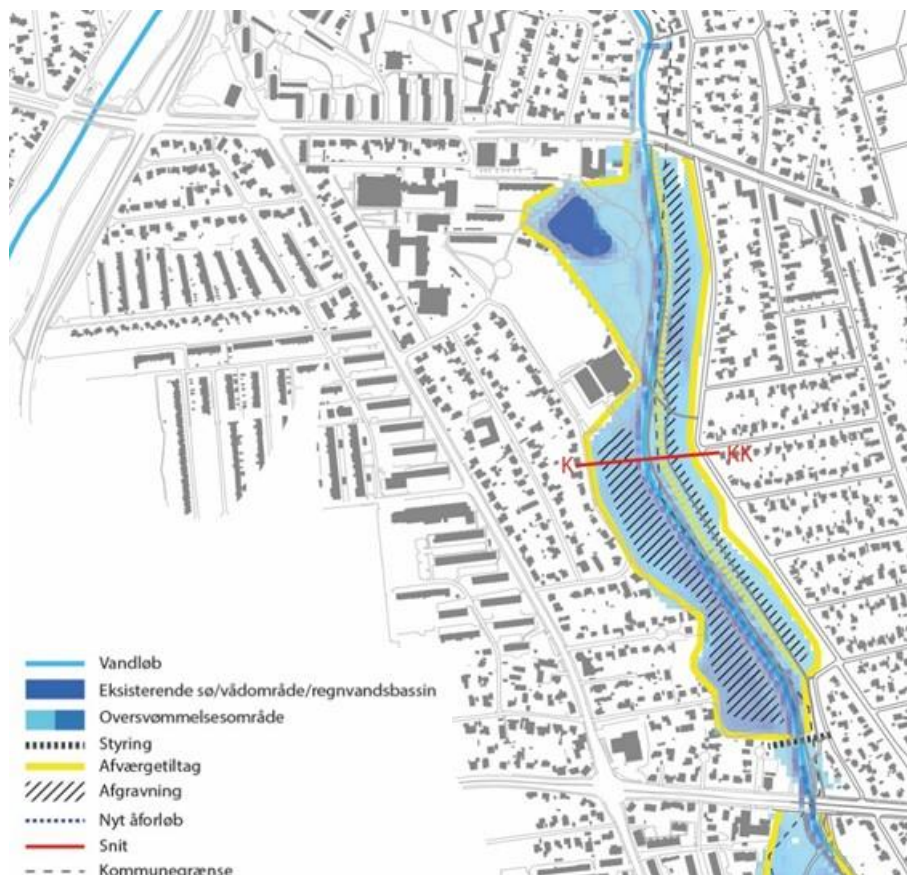 K
KK
Vandløb
Eksisterende sø/vådområde/regnvandsbassin
Oversvømmelsesområde
Styring
Afværgetiltag
Afgravning
Nyt åforløb
Snit
Kommunegrænse